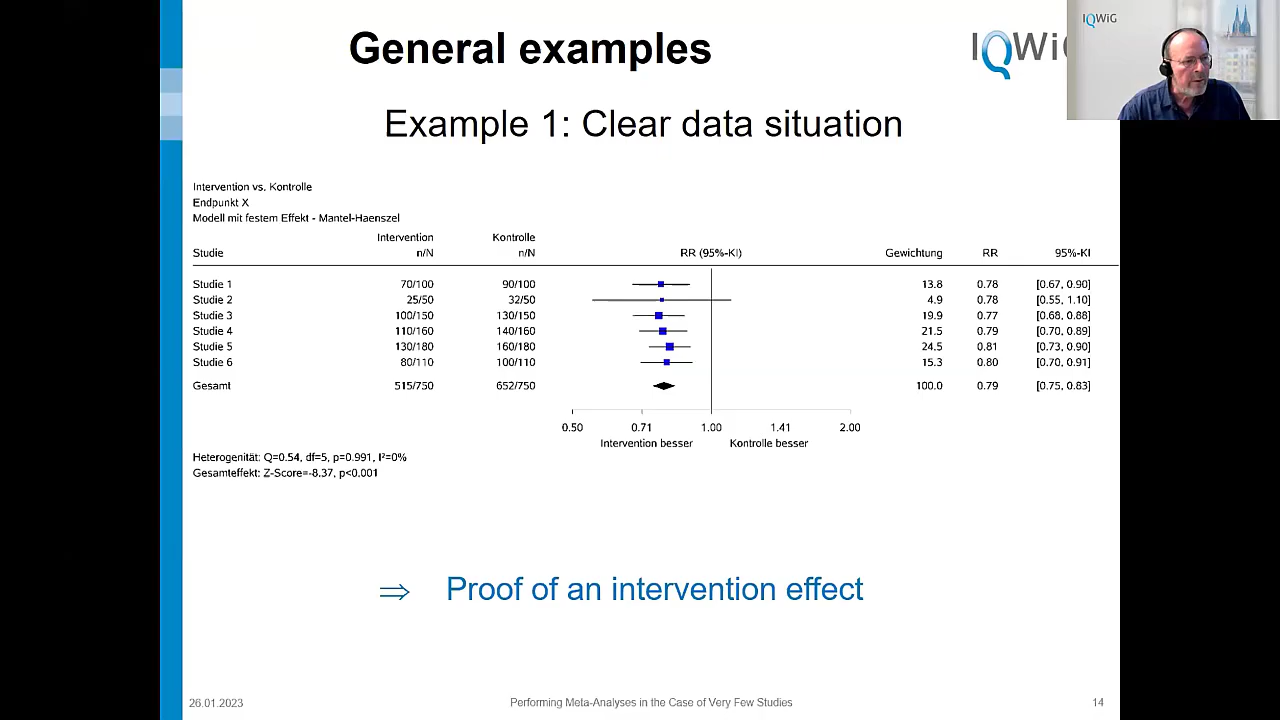 General examples
IQWiG
IQWiG
Example 1: Clear data situation
Intervention vs. Kontrolle
Endpunkt X
Modell mit festem Effekt - Mantel-Haenszel
Intervention Kontrolle
Studie n/N n/N RR (95%-KI) Gewichtung RR 95%-KI
Studie 1 70/100 90/100 13.8 0.78 [0.67, 0.90]
Studie 2 25/50 32/50 4.9 0.78 [0.55, 1.10]
Studie 3 100/150 130/150 19.9 0.77 [0.68, 0.88]
Studie 4 110/160 140/160 21.5 0.79 [0.70, 0.89]
Studie 5 130/180 160/180 24.5 0.81 [0.73, 0.90]
Studie 6 80/110 100/110 15.3 0.80 [0.70, 0.91]
Gesamt 515/750 652/750 100.0 0.79 [0.75, 0.83]
0.50 0.71 1.00 1.41 2.00
Intervention besser Kontrolle besser
Heterogenität: Q=0.54, df=5, p=0.991, I²=0%
Gesamteffekt: Z-Score=-8.37, p<0.001
⇒ Proof of an intervention effect
26.01.2023 Performing Meta-Analyses in the Case of Very Few Studies 14